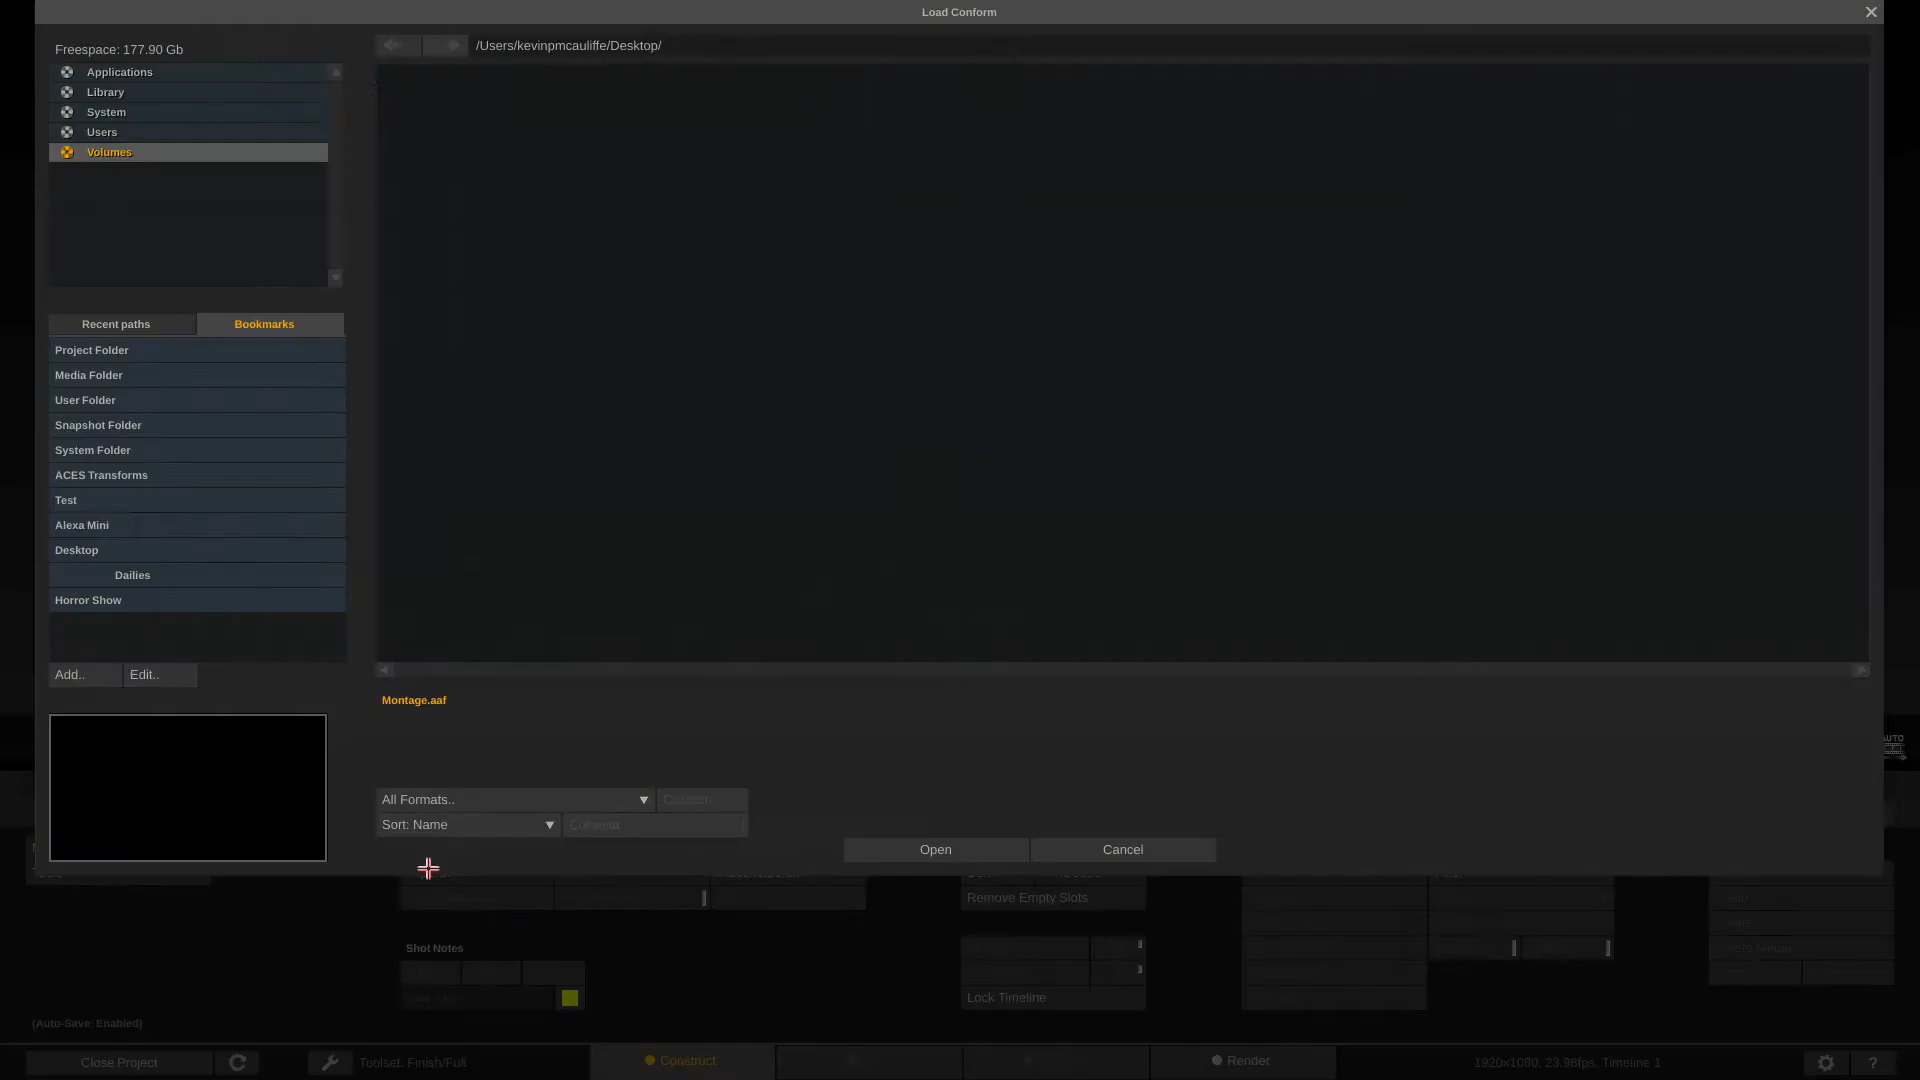 Load Conform
Freespace: 177.90 Gb
/Users/kevinpmcauliffe/Desktop/
Applications
Library
System
Users
Volumes
Recent paths
Bookmarks
Project Folder
Media Folder
User Folder
Snapshot Folder
System Folder
ACES Transforms
Test
Alexa Mini
Desktop
Dailies
Horror Show
Add..
Edit..
Montage.aaf
All Formats..
Custom..
Sort: Name
Open
Cancel
AUTO
Remove Empty Slots
Shot Notes
Lock Timeline
(Auto-Save: Enabled)
Close Project
Toolset: Finish/Full
Construct
Render
1920x1080, 23.98fps, Timeline 1
?